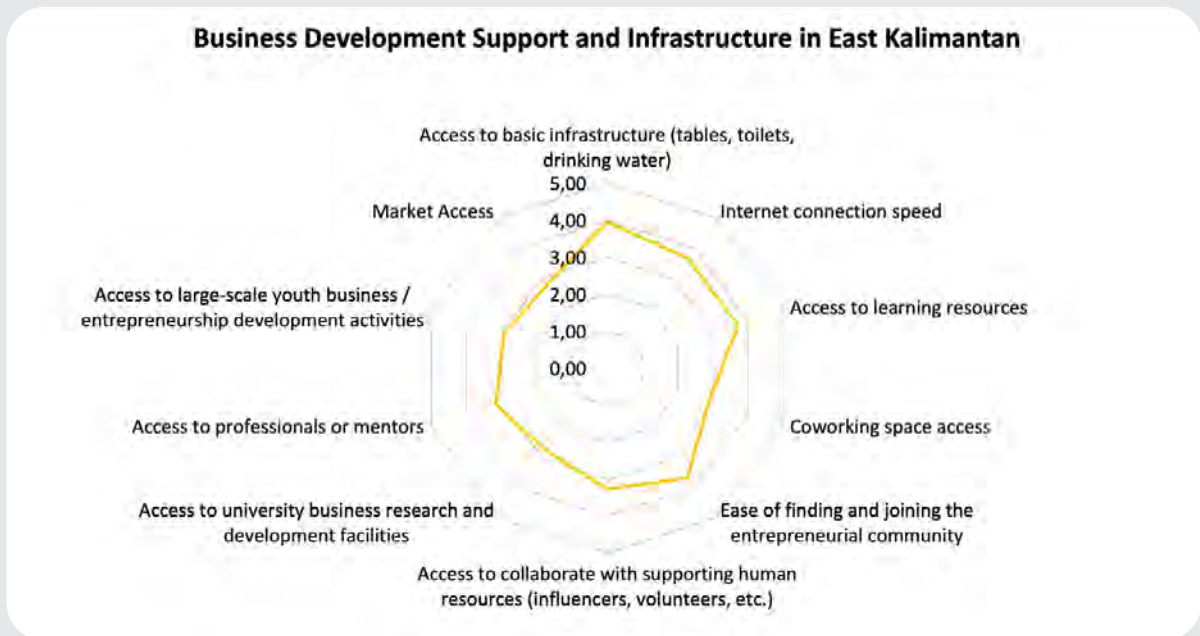 Business Development Support and Infrastructure in East Kalimantan
Access to basic infrastructure (tables, toilets,
drinking water)
5,00
4,00
3,00
2,00
1,00
0,00
Internet connection speed
Access to learning resources
Coworking space access
Ease of finding and joining the
entrepreneurial community
Access to collaborate with supporting human
resources (influencers, volunteers, etc.)
Access to university business research and
development facilities
Access to professionals or mentors
Access to large-scale youth business /
entrepreneurship development activities
Market Access